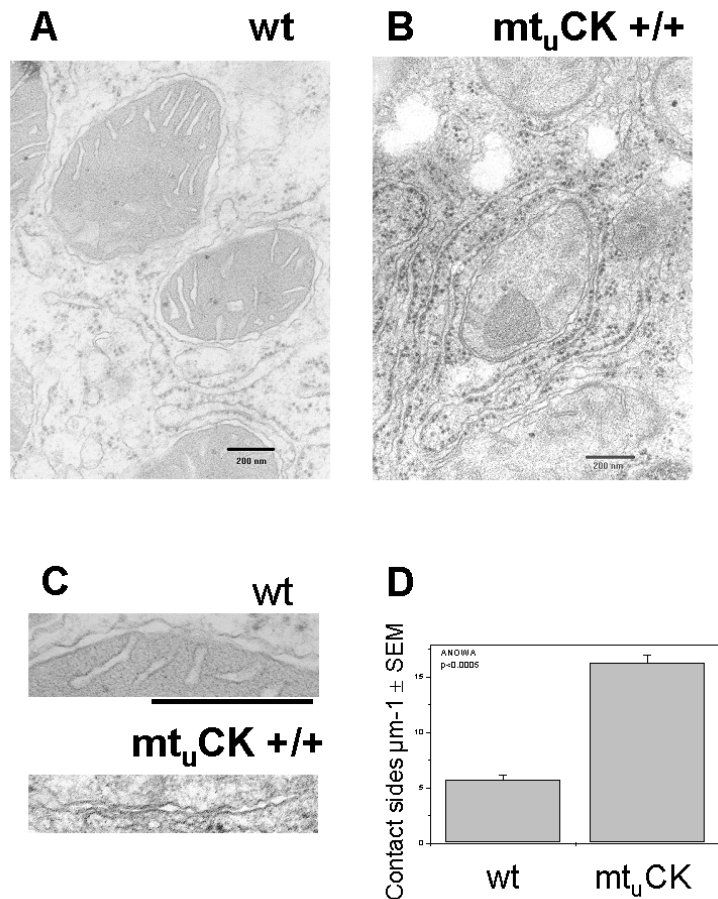 A wt
B mtuCK +/+
200 nm
200 nm
C wt
mtuCK +/+
D
Contact sides µm-1 ± SEM
ANOWA
p<0.0005
15
10
5
0
wt mtuCK